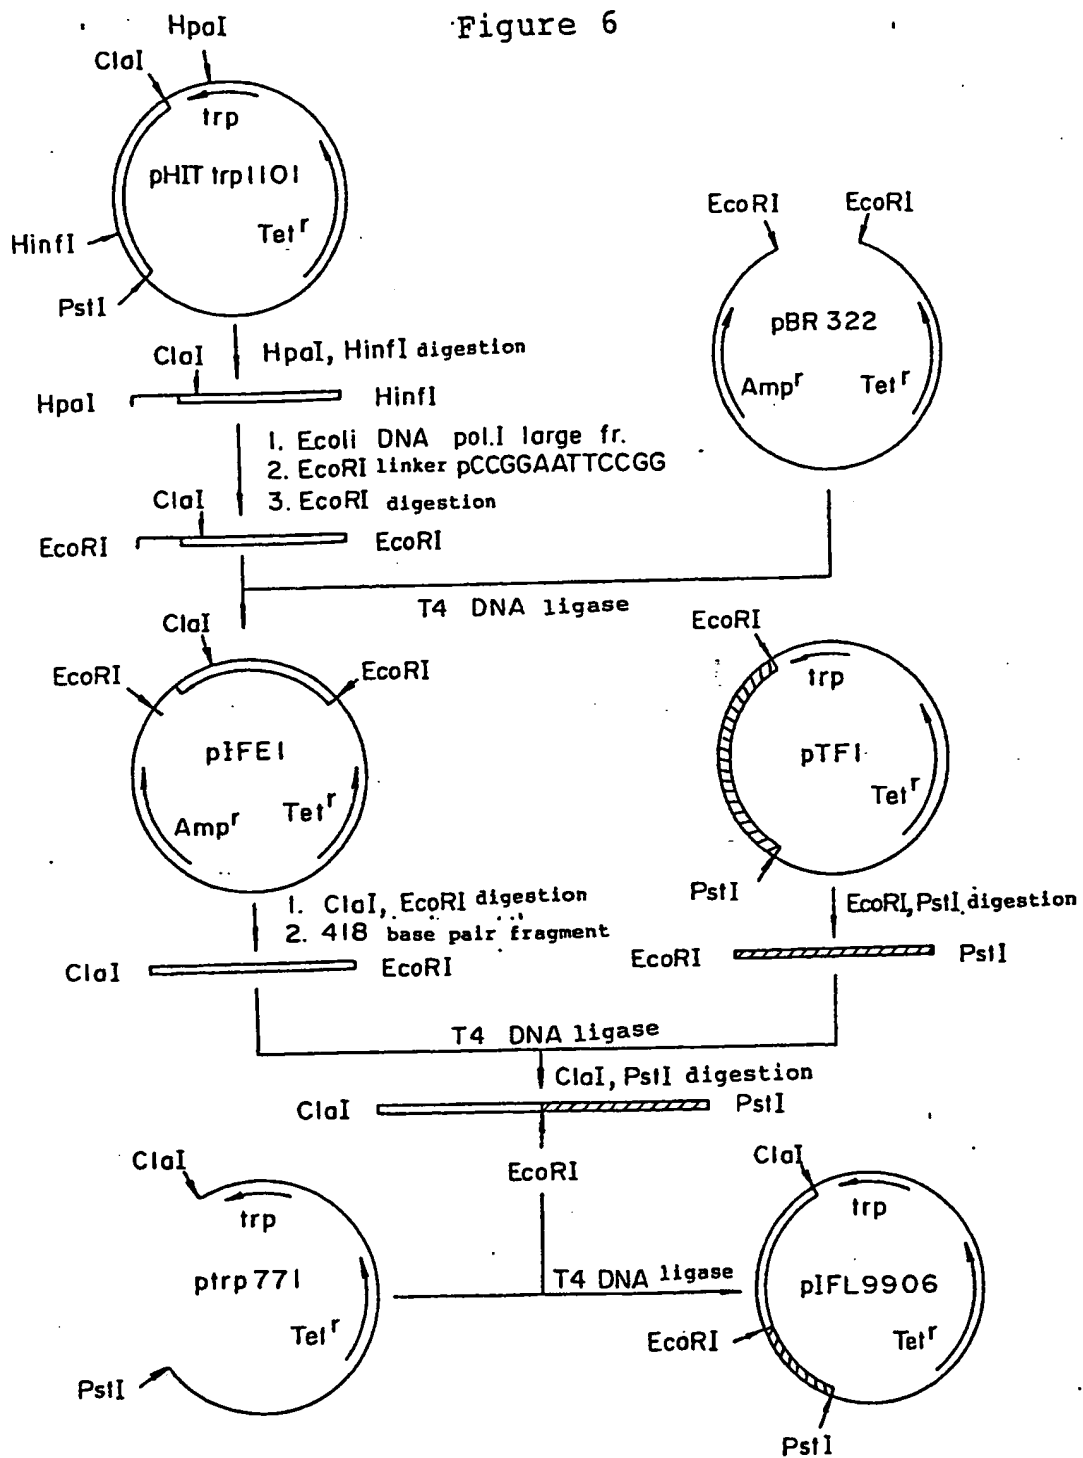 Figure 6
HpaI
ClaI
trp
pHIT trp1101
Tet^r
HinfI
PstI
EcoRI
EcoRI
pBR 322
Amp^r
Tet^r
HpaI, HinfI digestion
ClaI
HpaI
HinfI
1. Ecoli DNA pol.I large fr.
2. EcoRI linker pCCGGAATTCCGG
3. EcoRI digestion
ClaI
EcoRI
EcoRI
T4 DNA ligase
ClaI
EcoRI
EcoRI
pIFE1
Amp^r
Tet^r
EcoRI
trp
pTF1
Tet^r
PstI
1. ClaI, EcoRI digestion
2. 418 base pair fragment
EcoRI, PstI digestion
ClaI
EcoRI
EcoRI
PstI
T4 DNA ligase
ClaI, PstI digestion
ClaI
PstI
EcoRI
ClaI
trp
ptrp 771
Tet^r
PstI
T4 DNA ligase
ClaI
trp
pIFL9906
EcoRI
Tet^r
PstI